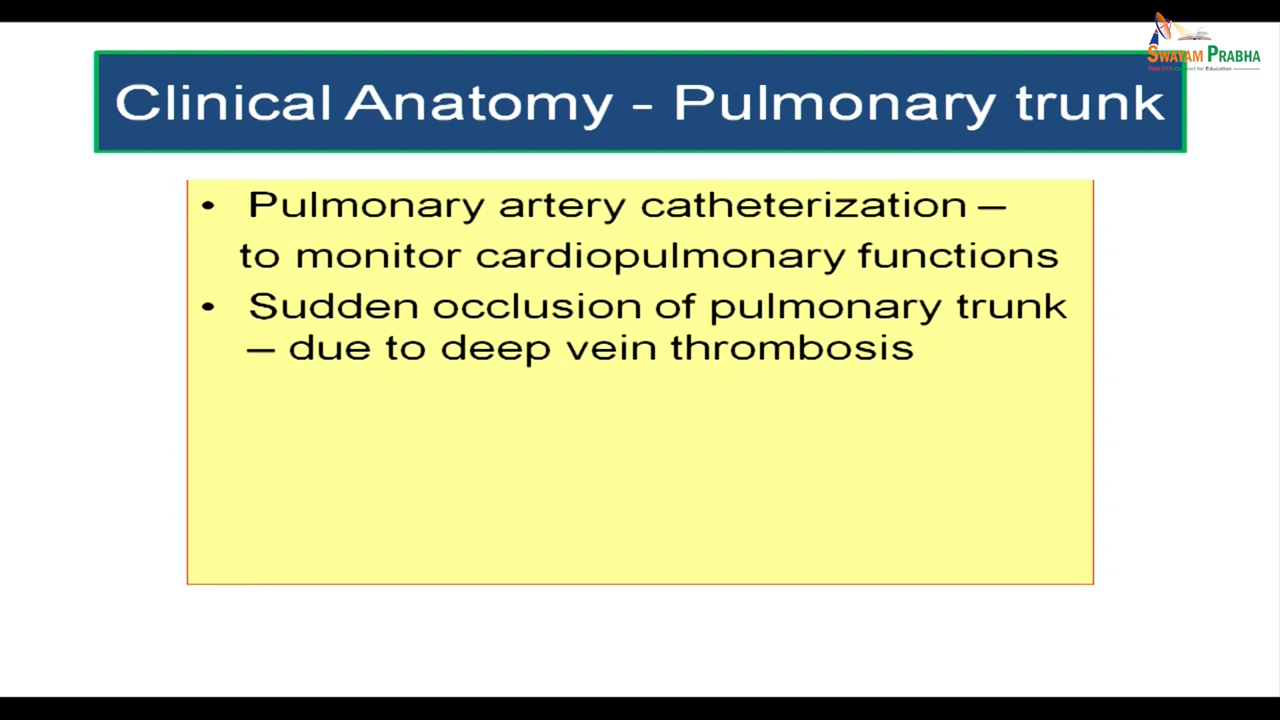 SWAYAM PRABHA
Clinical Anatomy - Pulmonary trunk
• Pulmonary artery catheterization –
to monitor cardiopulmonary functions
• Sudden occlusion of pulmonary trunk
– due to deep vein thrombosis